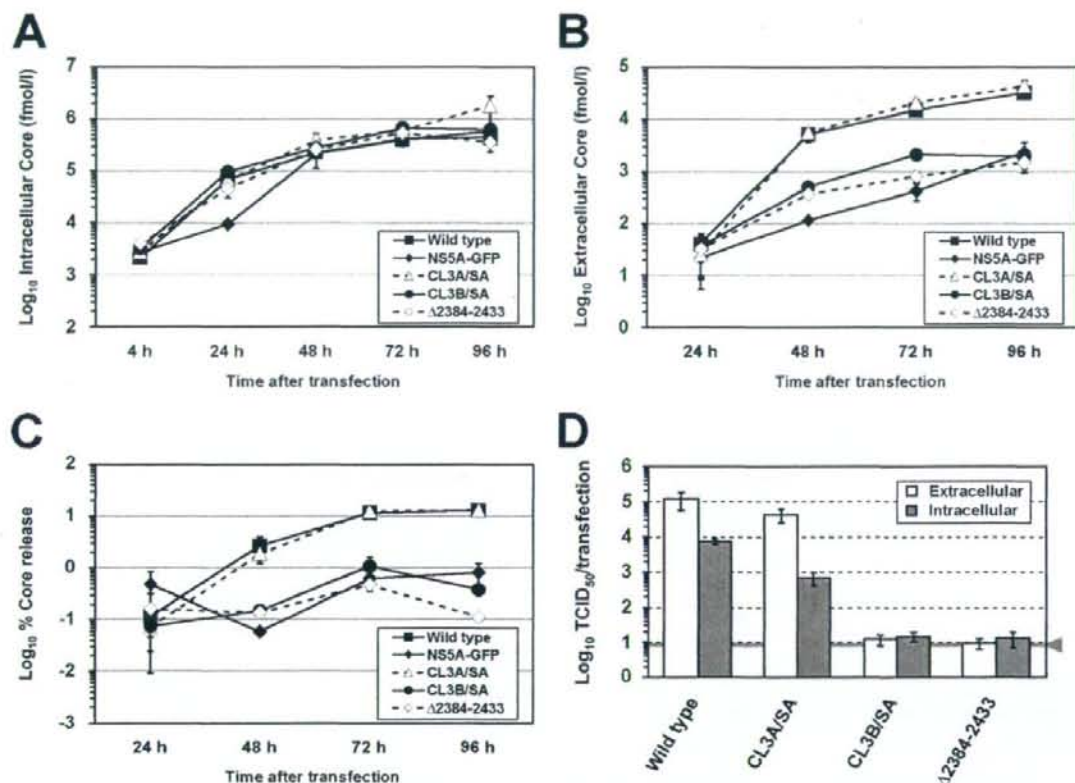 A
Log10 Intracellular Core (fmol/l)
7
6
5
4
3
2
4 h 24 h 48 h 72 h 96 h
Time after transfection
Wild type
NS5A-GFP
CL3A/SA
CL3B/SA
Δ2384-2433
B
Log10 Extracellular Core (fmol/l)
5
4
3
2
1
0
24 h 48 h 72 h 96 h
Time after transfection
Wild type
NS5A-GFP
CL3A/SA
CL3B/SA
Δ2384-2433
C
Log10 % Core release
2
1
0
-1
-2
-3
24 h 48 h 72 h 96 h
Time after transfection
Wild type
NS5A-GFP
CL3A/SA
CL3B/SA
Δ2384-2433
D
Log10 TCID50/transfection
6
5
4
3
2
1
0
Extracellular
Intracellular
Wild type
CL3A/SA
CL3B/SA
Δ2384-2433